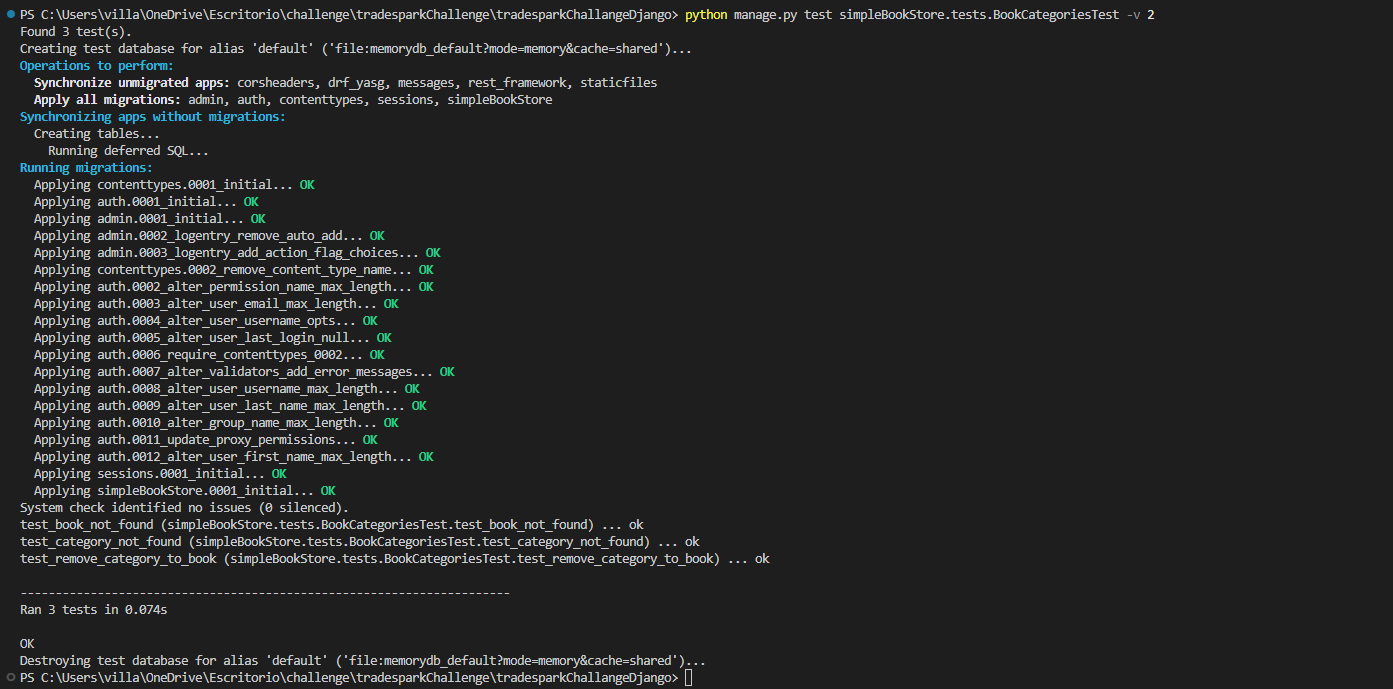 PS C:\Users\villa\OneDrive\Escritorio\challenge\tradesparkChallenge\tradesparkChallangeDjango> python manage.py test simpleBookStore.tests.BookCategoriesTest -v 2
Found 3 test(s).
Creating test database for alias 'default' ('file:memorydb_default?mode=memory&cache=shared')...
Operations to perform:
  Synchronize unmigrated apps: corsheaders, drf_yasg, messages, rest_framework, staticfiles
  Apply all migrations: admin, auth, contenttypes, sessions, simpleBookStore
Synchronizing apps without migrations:
  Creating tables...
    Running deferred SQL...
Running migrations:
  Applying contenttypes.0001_initial... OK
  Applying auth.0001_initial... OK
  Applying admin.0001_initial... OK
  Applying admin.0002_logentry_remove_auto_add... OK
  Applying admin.0003_logentry_add_action_flag_choices... OK
  Applying contenttypes.0002_remove_content_type_name... OK
  Applying auth.0002_alter_permission_name_max_length... OK
  Applying auth.0003_alter_user_email_max_length... OK
  Applying auth.0004_alter_user_username_opts... OK
  Applying auth.0005_alter_user_last_login_null... OK
  Applying auth.0006_require_contenttypes_0002... OK
  Applying auth.0007_alter_validators_add_error_messages... OK
  Applying auth.0008_alter_user_username_max_length... OK
  Applying auth.0009_alter_user_last_name_max_length... OK
  Applying auth.0010_alter_group_name_max_length... OK
  Applying auth.0011_update_proxy_permissions... OK
  Applying auth.0012_alter_user_first_name_max_length... OK
  Applying sessions.0001_initial... OK
  Applying simpleBookStore.0001_initial... OK
System check identified no issues (0 silenced).
test_book_not_found (simpleBookStore.tests.BookCategoriesTest.test_book_not_found) ... ok
test_category_not_found (simpleBookStore.tests.BookCategoriesTest.test_category_not_found) ... ok
test_remove_category_to_book (simpleBookStore.tests.BookCategoriesTest.test_remove_category_to_book) ... ok
----------------------------------------------------------------------
Ran 3 tests in 0.074s
OK
Destroying test database for alias 'default' ('file:memorydb_default?mode=memory&cache=shared')...
PS C:\Users\villa\OneDrive\Escritorio\challenge\tradesparkChallenge\tradesparkChallangeDjango>